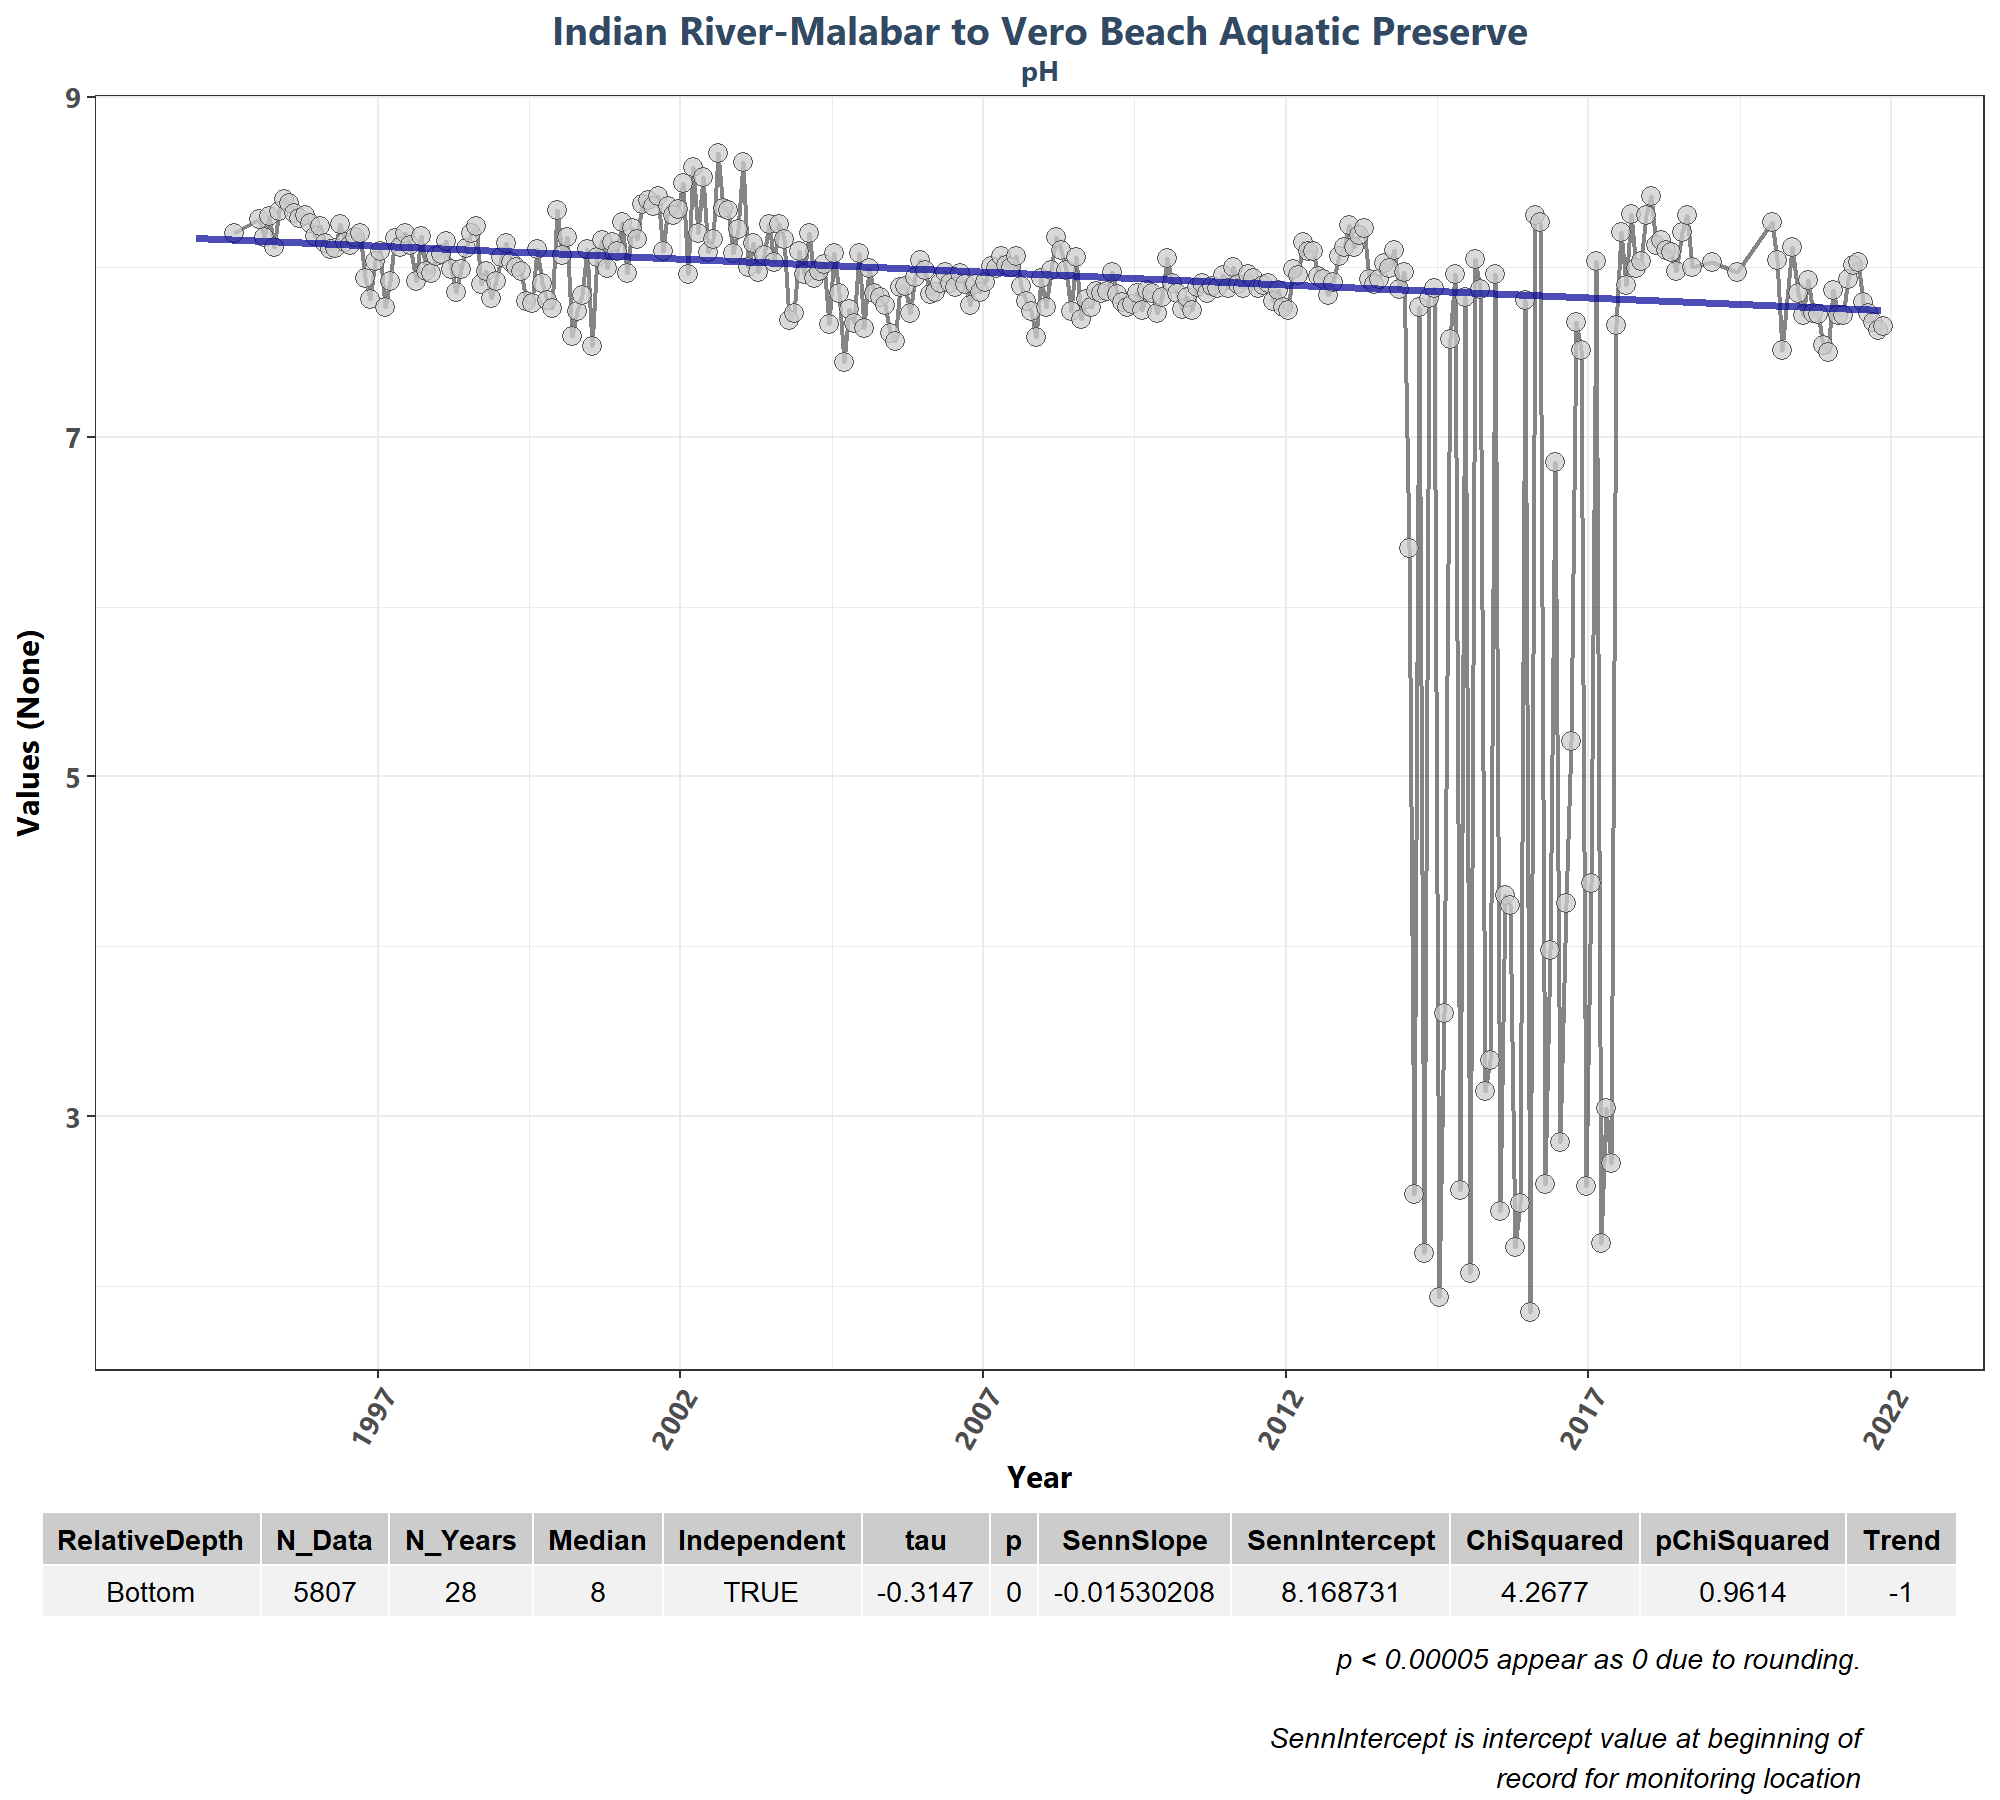 Indian River-Malabar to Vero Beach Aquatic Preserve
pH
9
7
5
3
Values (None)
1997 2002 2007 2012 2017 2022
Year
RelativeDepth N_Data N_Years Median Independent tau p SennSlope SennIntercept ChiSquared pChiSquared Trend
Bottom 5807 28 8 TRUE -0.3147 0 -0.01530208 8.168731 4.2677 0.9614 -1
p < 0.00005 appear as 0 due to rounding.
SennIntercept is intercept value at beginning of
record for monitoring location